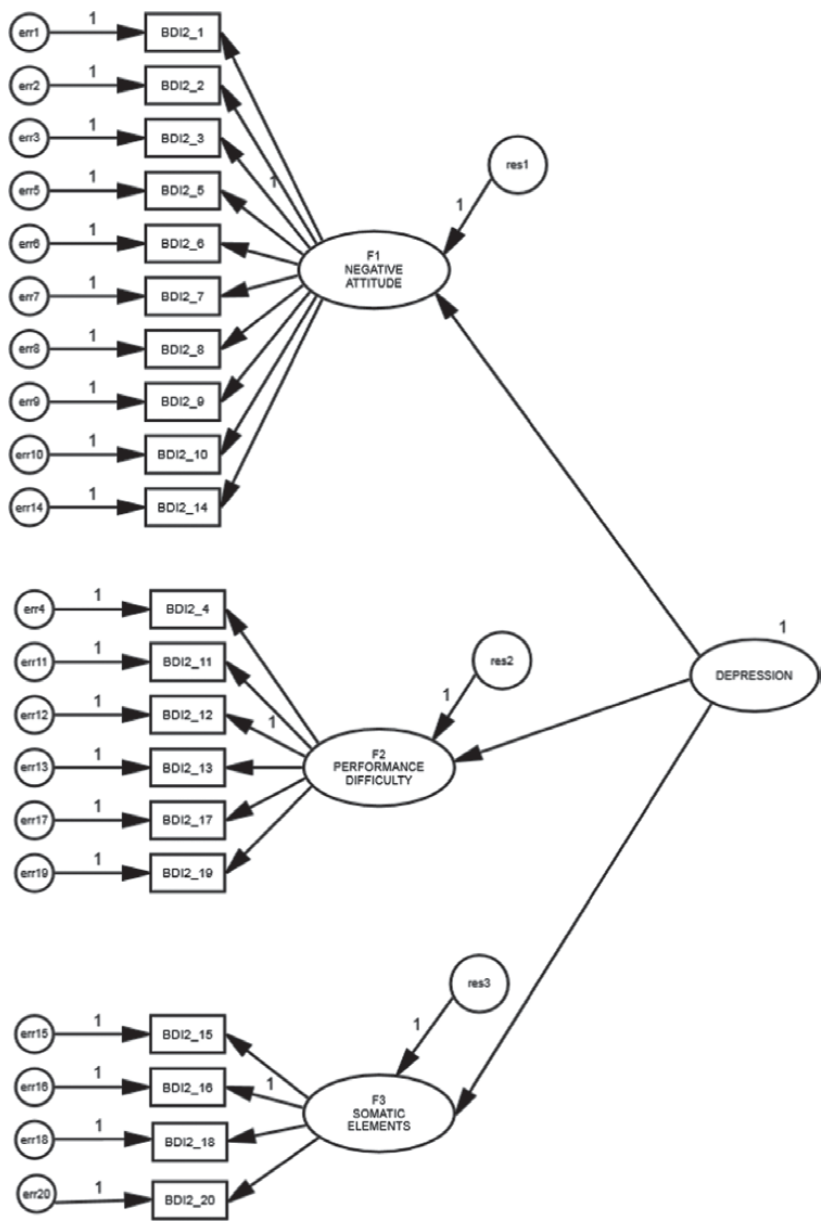 err1 1 BDI2_1
err2 1 BDI2_2
err3 1 BDI2_3
1
res1
err5 1 BDI2_5
1
err6 1 BDI2_6
F1
NEGATIVE
ATTITUDE
err7 1 BDI2_7
err8 1 BDI2_8
err9 1 BDI2_9
err10 1 BDI2_10
err14 1 BDI2_14
err4 1 BDI2_4
1
DEPRESSION
err11 1 BDI2_11
res2
1
err12 1 BDI2_12
1
F2
PERFORMANCE
DIFFICULTY
err13 1 BDI2_13
err17 1 BDI2_17
err19 1 BDI2_19
res3
1
err15 1 BDI2_15
err16 1 BDI2_16
1
F3
SOMATIC
ELEMENTS
err18 1 BDI2_18
err20 1 BDI2_20